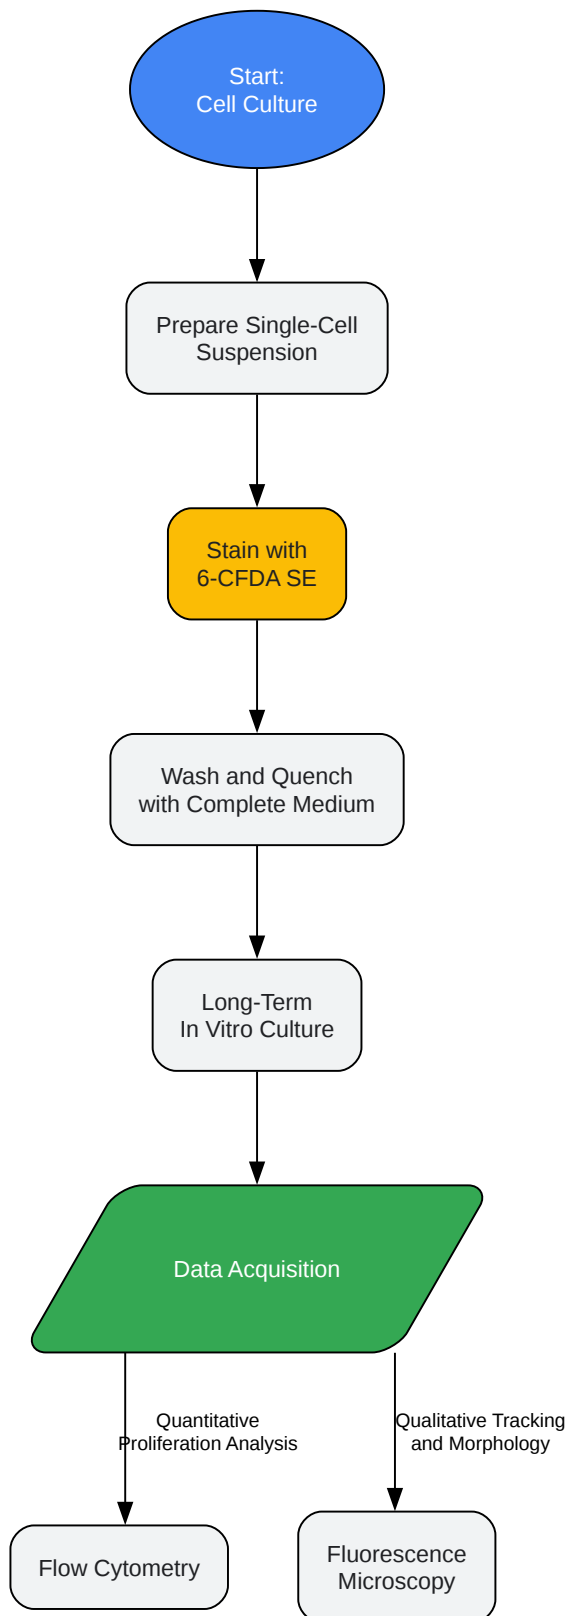 Start:
Cell Culture
Prepare Single-Cell
Suspension
Stain with
6-CFDA SE
Wash and Quench
with Complete Medium
Long-Term
In Vitro Culture
Data Acquisition
Quantitative
Proliferation Analysis
Qualitative Tracking
and Morphology
Flow Cytometry
Fluorescence
Microscopy